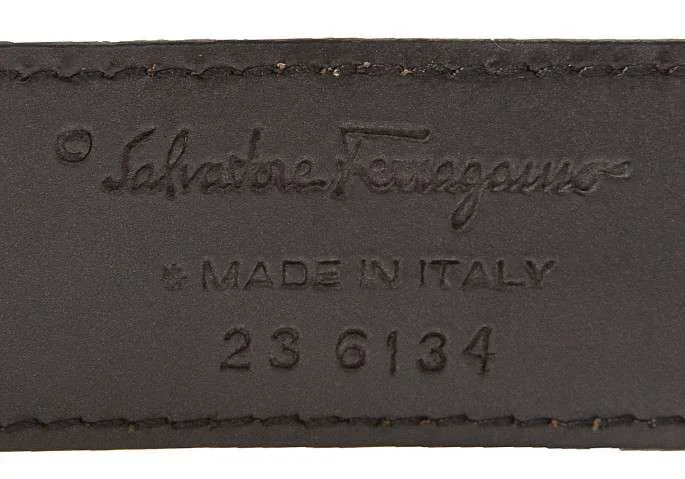 © Salvatore Ferragamo
* MADE IN ITALY
23 6134